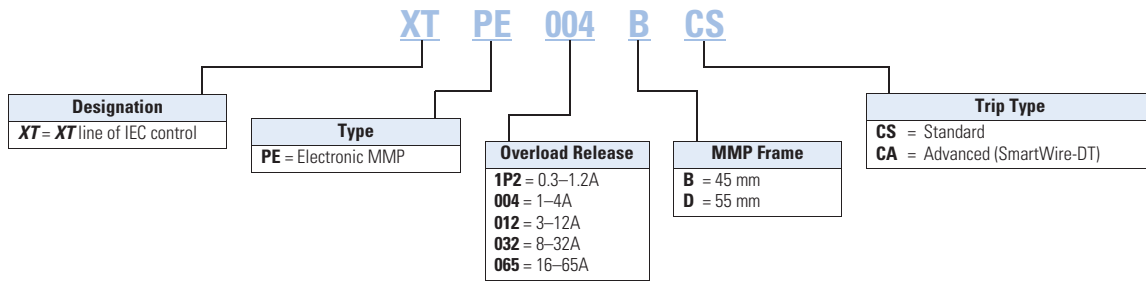 XT PE 004 B CS
Designation
XT = XT line of IEC control
Type
PE = Electronic MMP
Overload Release
1P2 = 0.3–1.2A
004 = 1–4A
012 = 3–12A
032 = 8–32A
065 = 16–65A
MMP Frame
B = 45 mm
D = 55 mm
Trip Type
CS = Standard
CA = Advanced (SmartWire-DT)